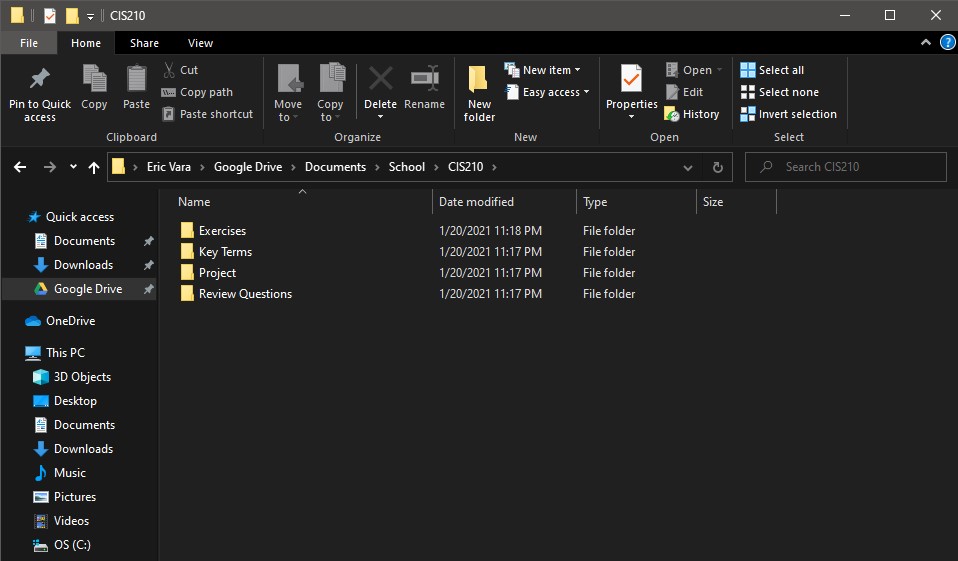 CIS210
File Home Share View
Pin to Quick access
Copy
Paste
Cut
Copy path
Paste shortcut
Clipboard
Move to
Copy to
Delete
Rename
Organize
New folder
New item
Easy access
New
Properties
Open
Edit
History
Open
Select all
Select none
Invert selection
Select
Eric Vara > Google Drive > Documents > School > CIS210 >
Search CIS210
Quick access
Documents
Downloads
Google Drive
OneDrive
This PC
3D Objects
Desktop
Documents
Downloads
Music
Pictures
Videos
OS (C:)
Name Date modified Type Size
Exercises 1/20/2021 11:18 PM File folder
Key Terms 1/20/2021 11:17 PM File folder
Project 1/20/2021 11:17 PM File folder
Review Questions 1/20/2021 11:17 PM File folder